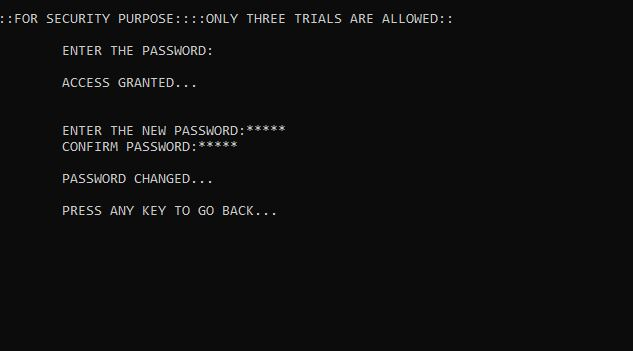 ::FOR SECURITY PURPOSE::::ONLY THREE TRIALS ARE ALLOWED::
ENTER THE PASSWORD:
ACCESS GRANTED...
ENTER THE NEW PASSWORD:*****
CONFIRM PASSWORD:*****
PASSWORD CHANGED...
PRESS ANY KEY TO GO BACK...